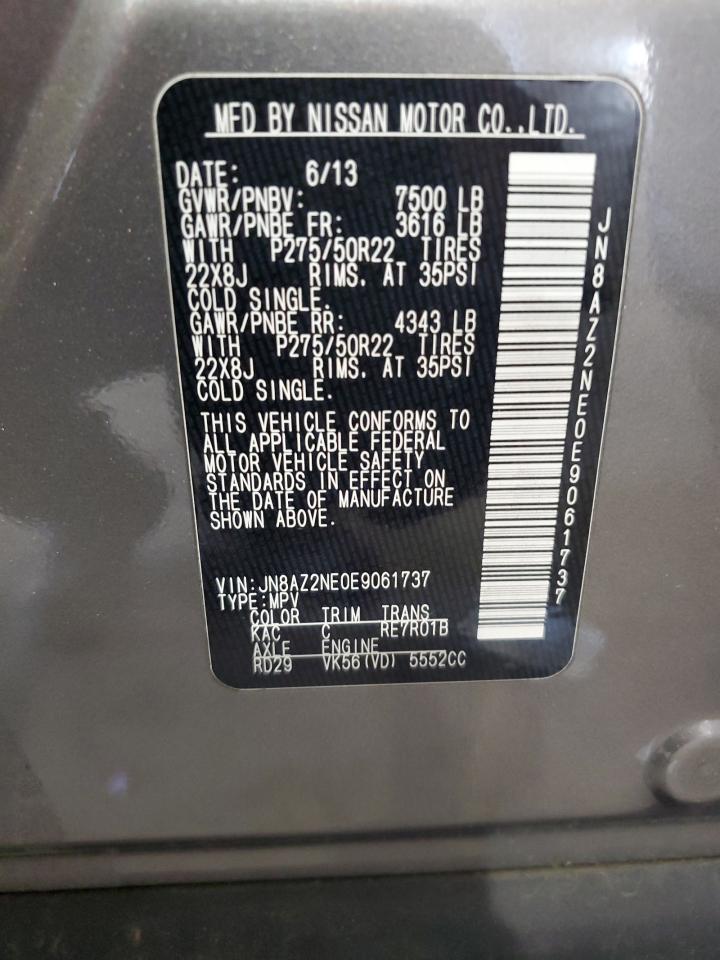 MFD BY NISSAN MOTOR CO.,LTD.
DATE: 6/13
GVWR/PNBV: 7500 LB
GAWR/PNBE FR: 3616 LB
WITH P275/50R22 TIRES
22X8J RIMS. AT 35PSI
COLD SINGLE.
GAWR/PNBE RR: 4343 LB
WITH P275/50R22 TIRES
22X8J RIMS. AT 35PSI
COLD SINGLE.
THIS VEHICLE CONFORMS TO
ALL APPLICABLE FEDERAL
MOTOR VEHICLE SAFETY
STANDARDS IN EFFECT ON
THE DATE OF MANUFACTURE
SHOWN ABOVE.
VIN:JN8AZ2NE0E9061737
TYPE:MPV
COLOR TRIM TRANS
KAC C RE7R01B
AXLE ENGINE
RD29 VK56(VD) 5552CC
JN8AZ2NE0E9061737